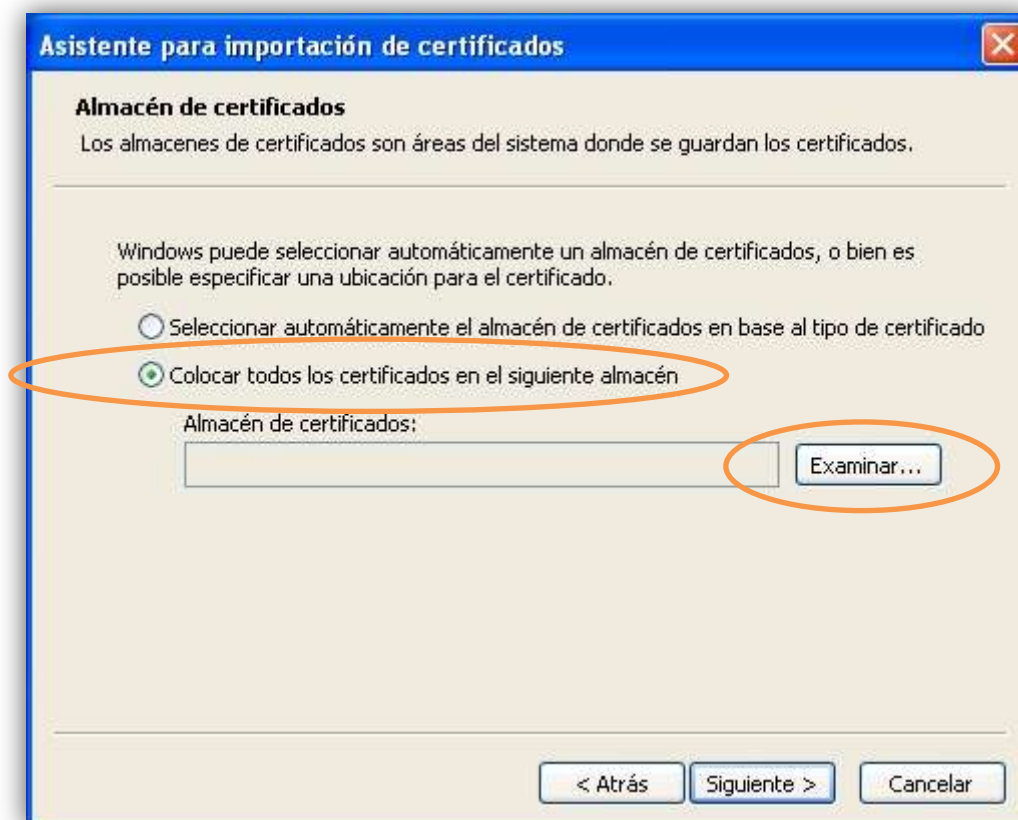 Asistente para importación de certificados
Almacén de certificados
Los almacenes de certificados son áreas del sistema donde se guardan los certificados.
Windows puede seleccionar automáticamente un almacén de certificados, o bien es
posible especificar una ubicación para el certificado.
Seleccionar automáticamente el almacén de certificados en base al tipo de certificado
Colocar todos los certificados en el siguiente almacén
Almacén de certificados:
Examinar...
< Atrás
Siguiente >
Cancelar